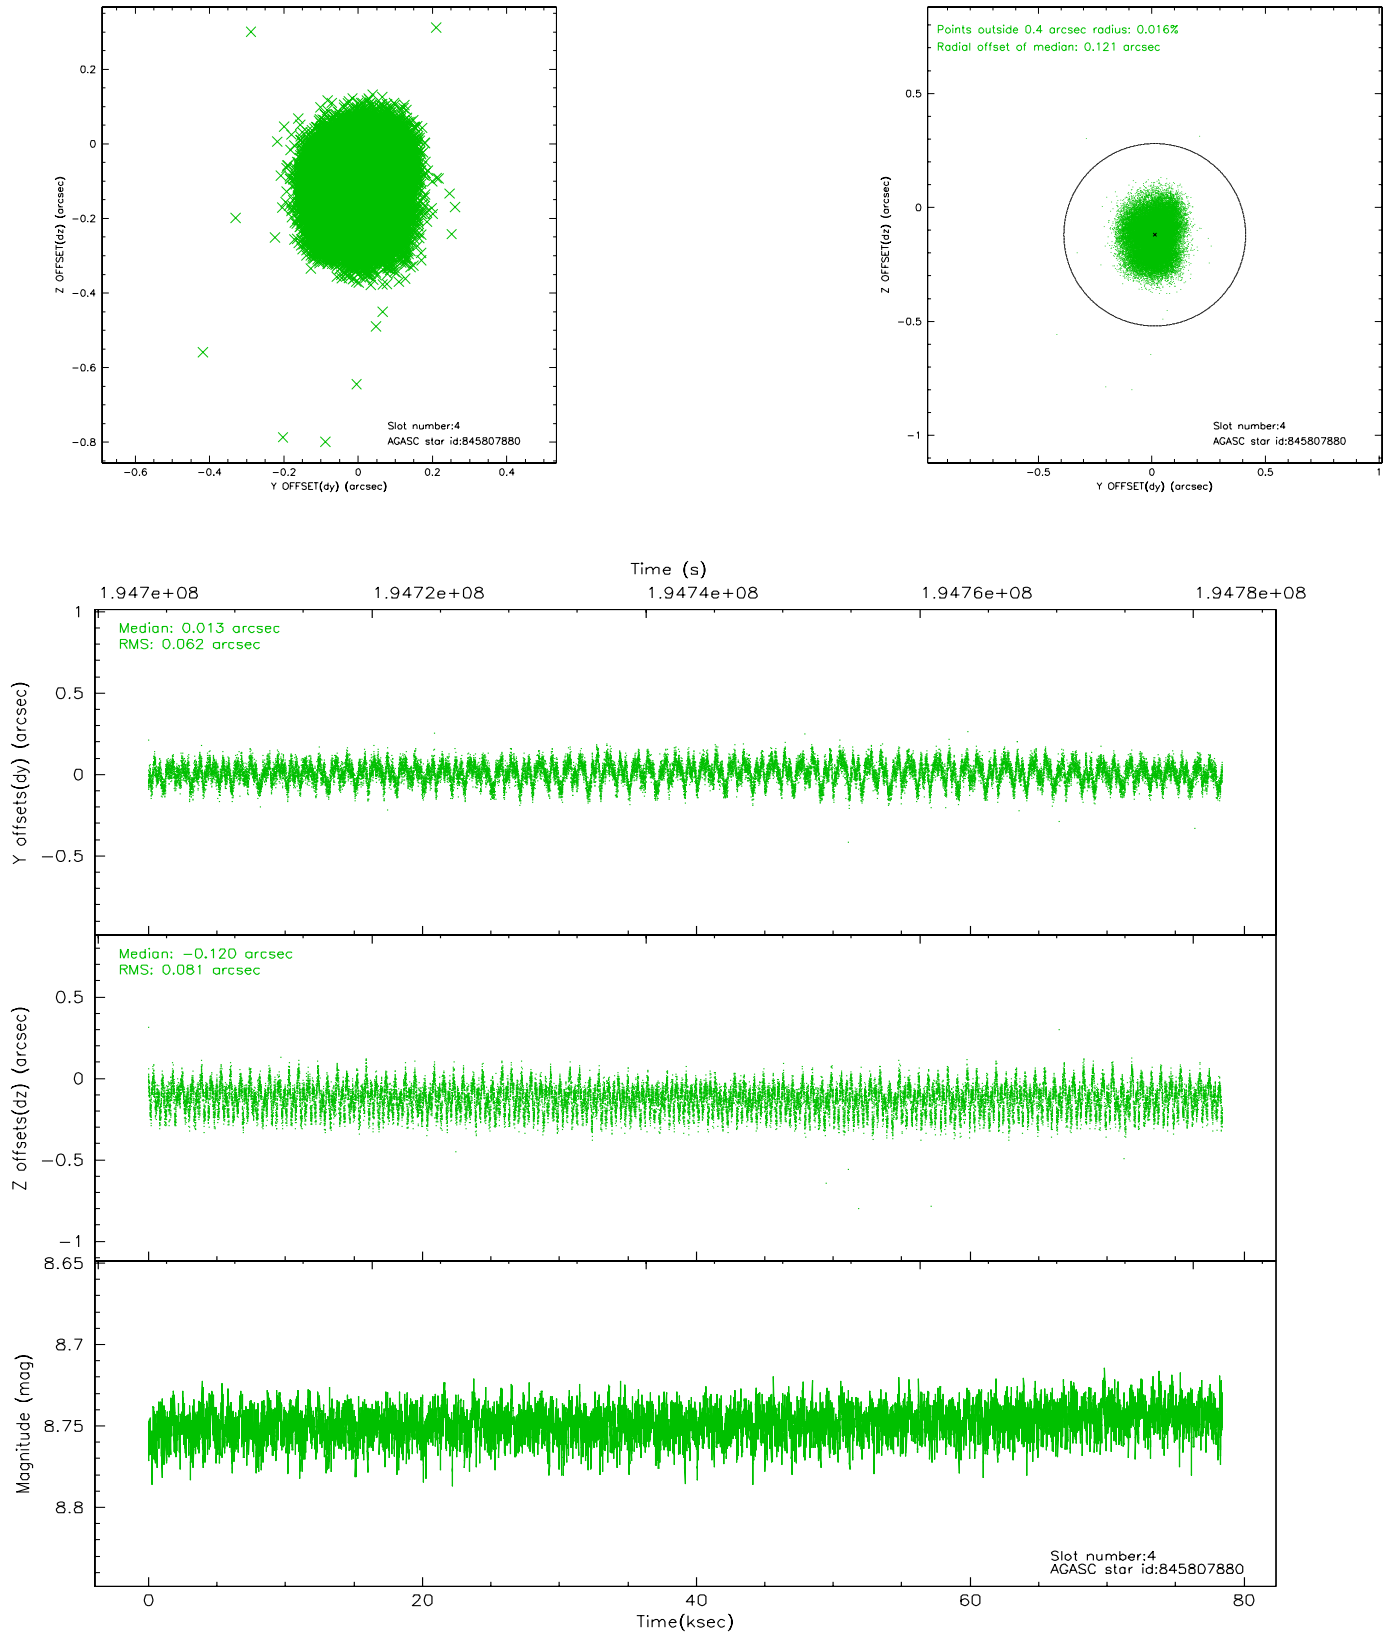 0.2
0
-0.2
-0.4
-0.6
-0.8
Z OFFSET(dz) (arcsec)
Slot number:4
AGASC star id:845807880
-0.6 -0.4 -0.2 0 0.2 0.4
Y OFFSET(dy) (arcsec)
Points outside 0.4 arcsec radius: 0.016%
Radial offset of median: 0.121 arcsec
0.5
0
-0.5
-1
Z OFFSET(dz) (arcsec)
Slot number:4
AGASC star id:845807880
-0.5 0 0.5 1
Y OFFSET(dy) (arcsec)
Time (s)
1.947e+08 1.9472e+08 1.9474e+08 1.9476e+08 1.9478e+08
Median: 0.013 arcsec
RMS: 0.062 arcsec
1
0.5
0
-0.5
Y offsets(dy) (arcsec)
Median: -0.120 arcsec
RMS: 0.081 arcsec
0.5
0
-0.5
-1
Z offsets(dz) (arcsec)
8.65
8.7
8.75
8.8
Magnitude (mag)
Slot number:4
AGASC star id:845807880
0 20 40 60 80
Time(ksec)